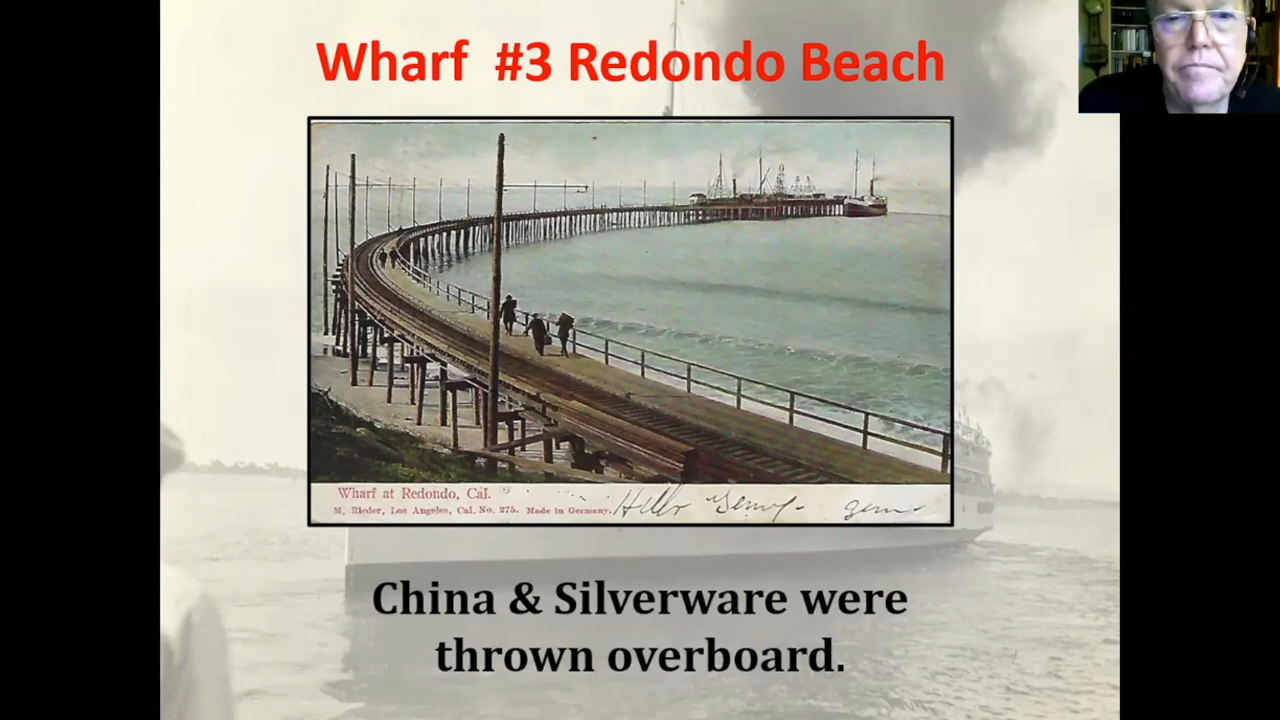 Wharf #3 Redondo Beach
Wharf at Redondo, Cal.
M. Rieder, Los Angeles, Cal. No. 275. Made in Germany.
Hello
China & Silverware were
thrown overboard.